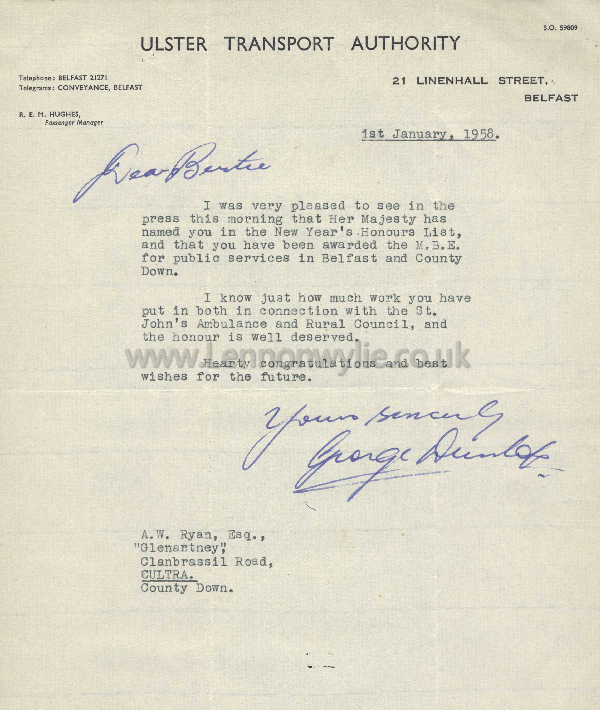 S.O. 59809
ULSTER TRANSPORT AUTHORITY
Telephone: BELFAST 21271
Telegrams: CONVEYANCE, BELFAST
21 LINENHALL STREET,
BELFAST
R. E. M. HUGHES,
Passenger Manager
1st January, 1958.
Dear Bertie
I was very pleased to see in the
press this morning that Her Majesty has
named you in the New Year's Honours List,
and that you have been awarded the M.B.E.
for public services in Belfast and County
Down.
I know just how much work you have
put in both in connection with the St.
John's Ambulance and Rural Council, and
the honour is well deserved.
www.Lennonwylie.co.uk
Hearty congratulations and best
wishes for the future.
Yours sincerely
George Dunlop
A.W. Ryan, Esq.,
"Glenartney",
Clanbrassil Road,
CULTRA.
County Down.